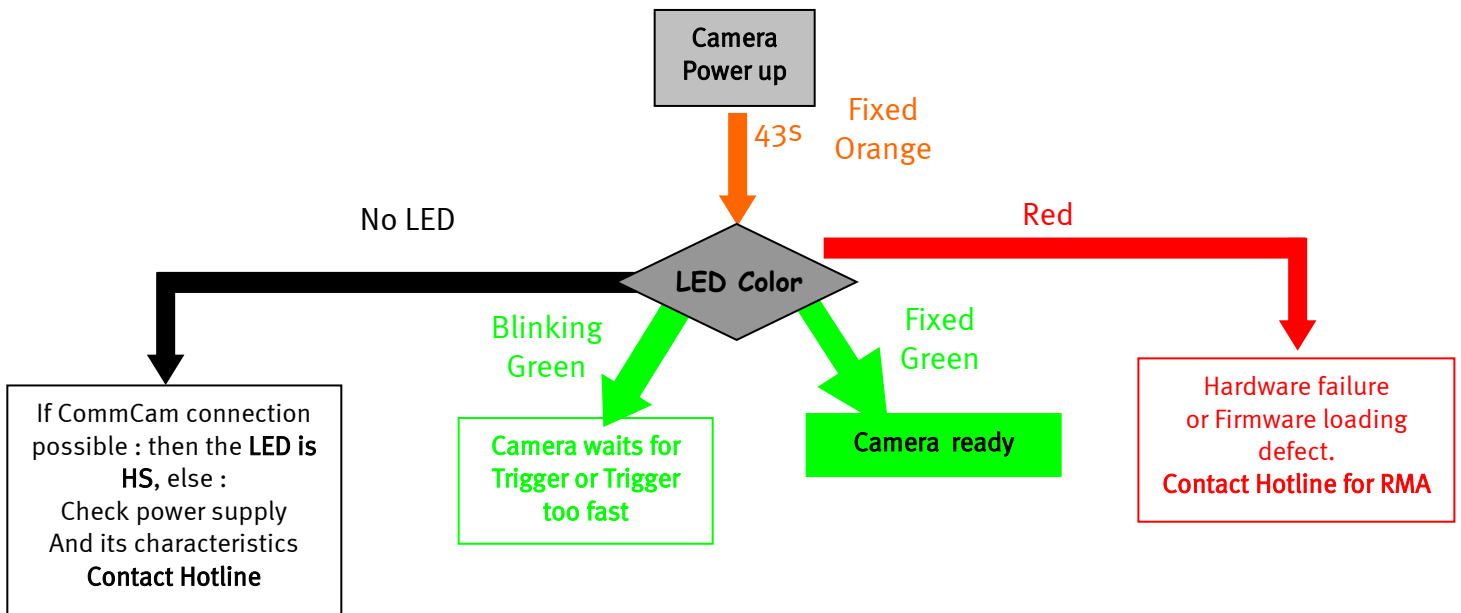 Camera
Power up
43s
Fixed
Orange
No LED
Red
LED Color
Blinking
Green
Fixed
Green
If CommCam connection
possible : then the LED is
HS, else :
Check power supply
And its characteristics
Contact Hotline
Camera waits for
Trigger or Trigger
too fast
Camera ready
Hardware failure
or Firmware loading
defect.
Contact Hotline for RMA